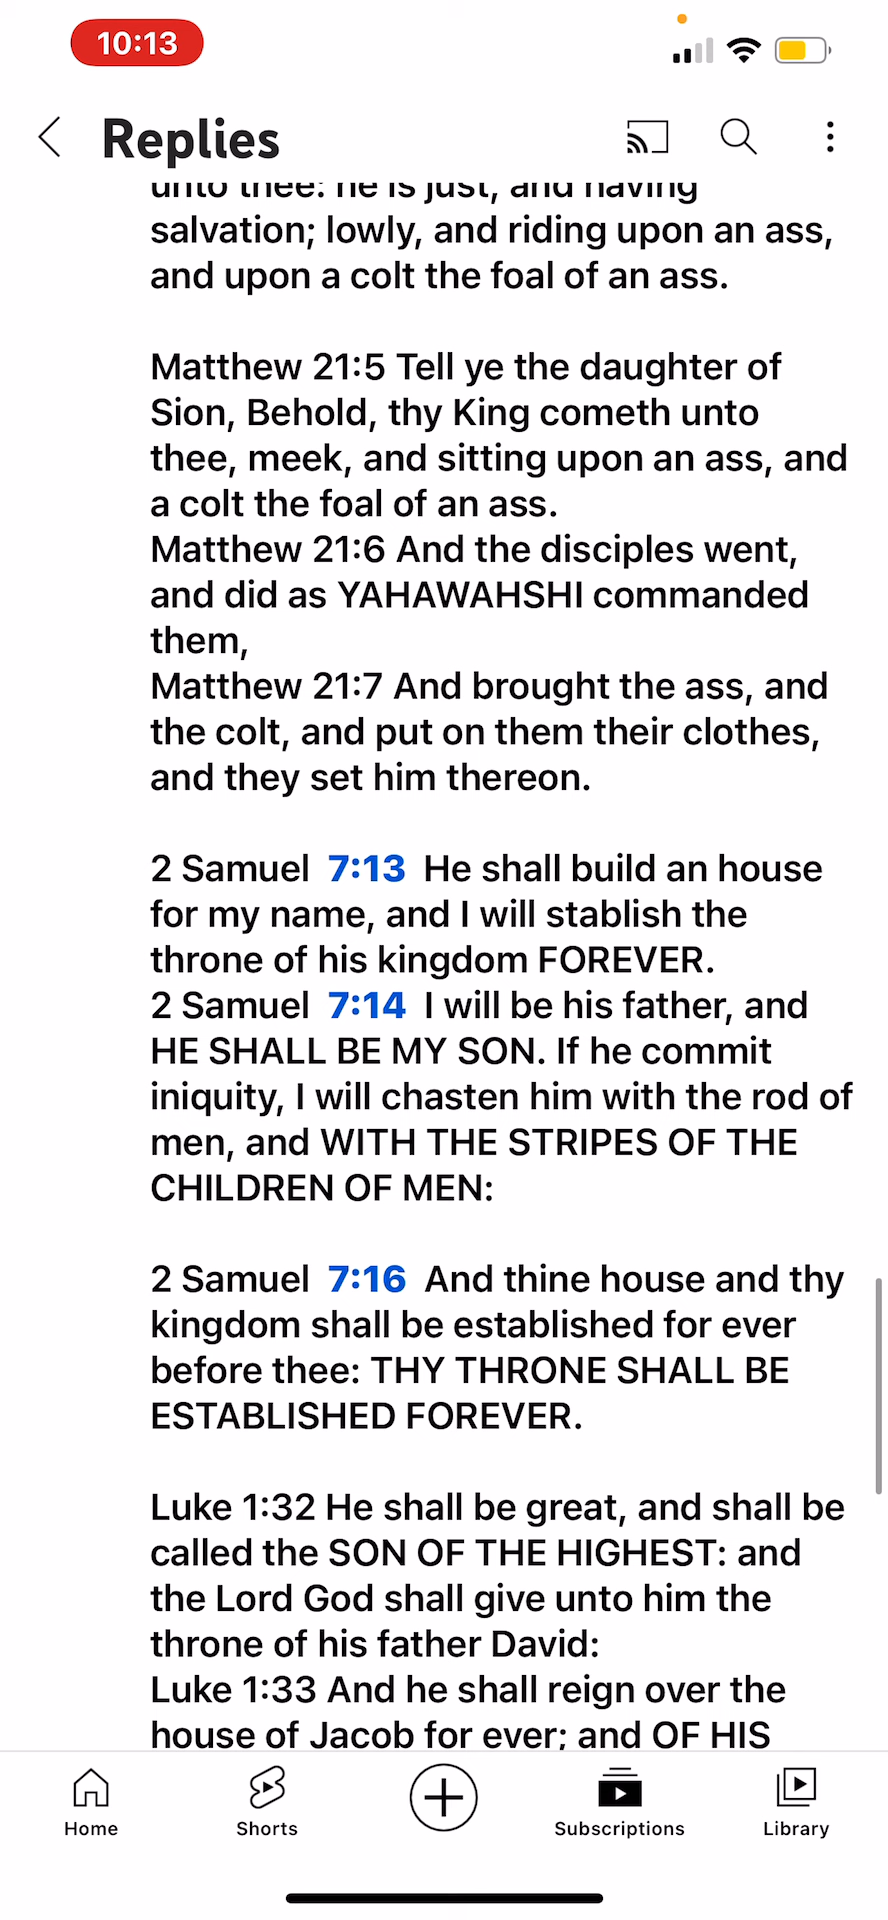 10:13
Replies
unto thee: he is just, and having
salvation; lowly, and riding upon an ass,
and upon a colt the foal of an ass.
Matthew 21:5 Tell ye the daughter of
Sion, Behold, thy King cometh unto
thee, meek, and sitting upon an ass, and
a colt the foal of an ass.
Matthew 21:6 And the disciples went,
and did as YAHAWAHSHI commanded
them,
Matthew 21:7 And brought the ass, and
the colt, and put on them their clothes,
and they set him thereon.
2 Samuel 7:13 He shall build an house
for my name, and I will stablish the
throne of his kingdom FOREVER.
2 Samuel 7:14 I will be his father, and
HE SHALL BE MY SON. If he commit
iniquity, I will chasten him with the rod of
men, and WITH THE STRIPES OF THE
CHILDREN OF MEN:
2 Samuel 7:16 And thine house and thy
kingdom shall be established for ever
before thee: THY THRONE SHALL BE
ESTABLISHED FOREVER.
Luke 1:32 He shall be great, and shall be
called the SON OF THE HIGHEST: and
the Lord God shall give unto him the
throne of his father David:
Luke 1:33 And he shall reign over the
house of Jacob for ever; and OF HIS
Home
Shorts
Subscriptions
Library